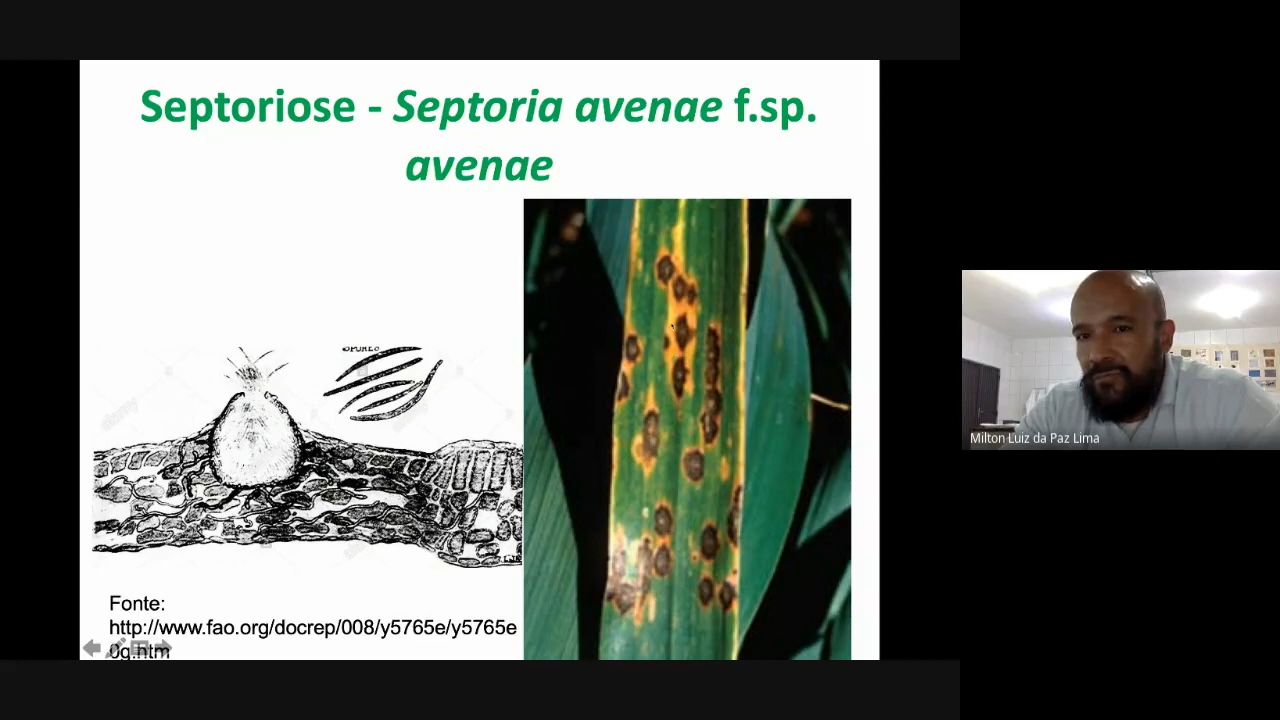 Septoriose - Septoria avenae f.sp.
avenae
SPORES
Fonte:
http://www.fao.org/docrep/008/y5765e/y5765e
0g.htm
Milton Luiz da Paz Lima